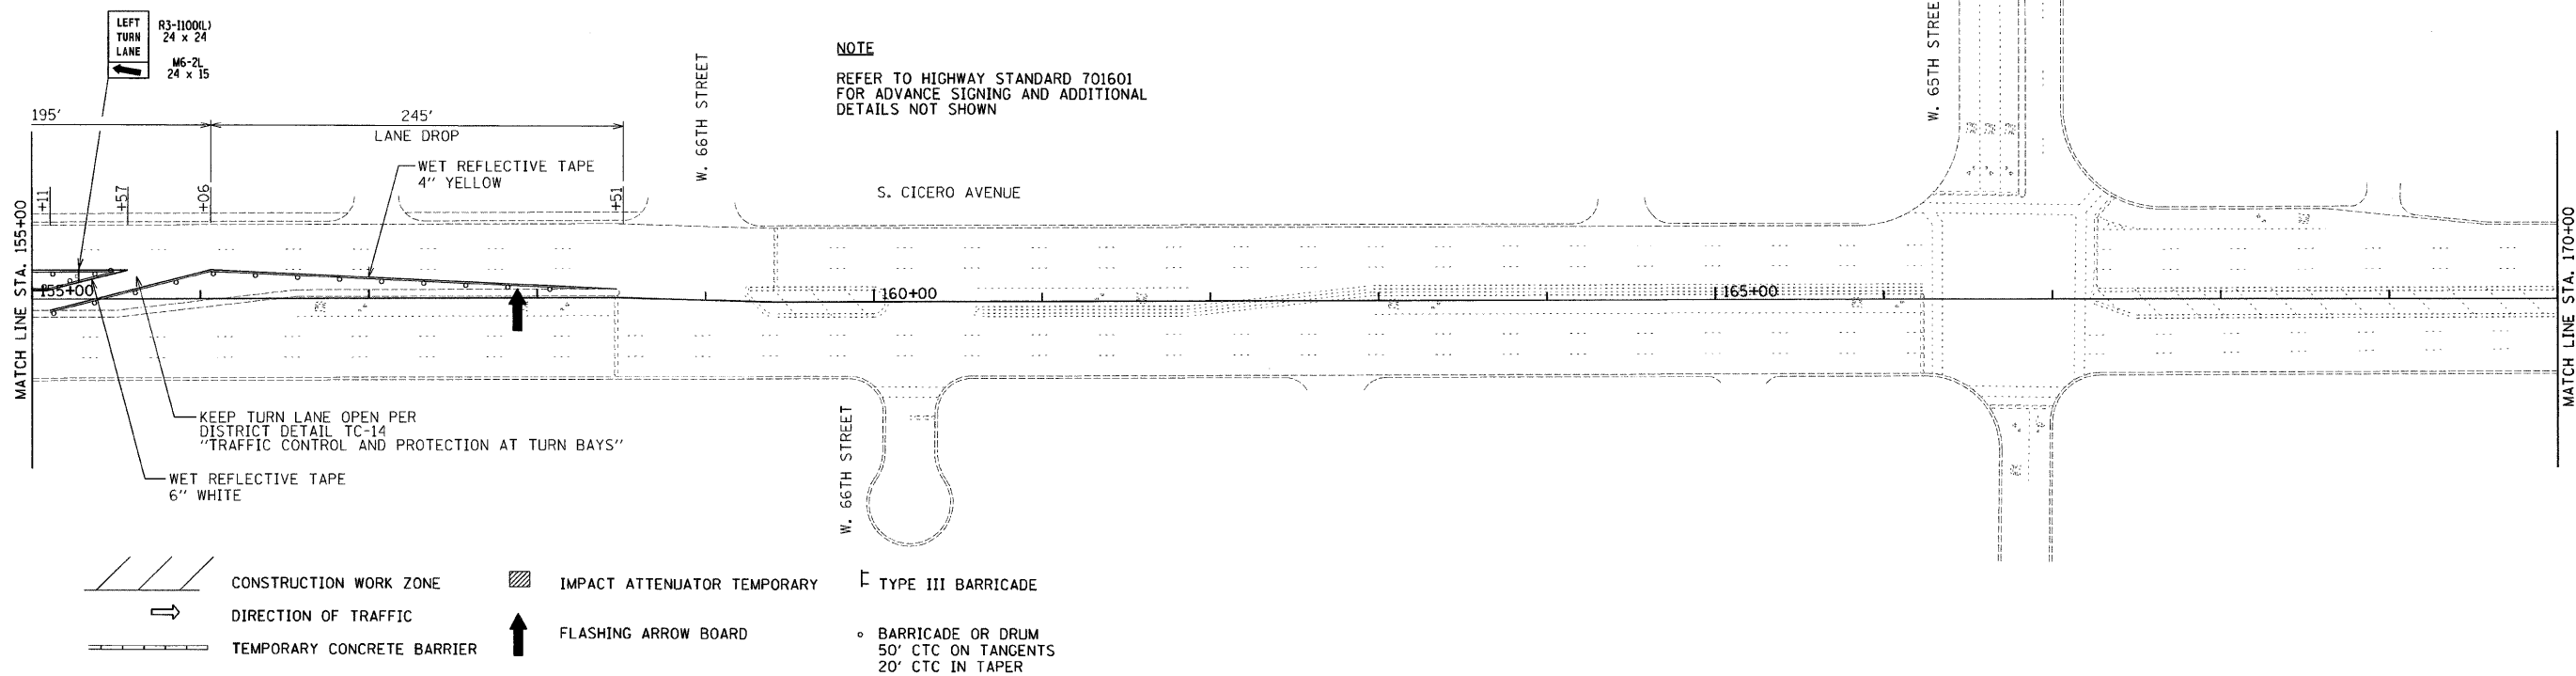 LEFT
TURN
LANE
R3-I100(L)
24 x 24
M6-2L
24 x 15
NOTE
REFER TO HIGHWAY STANDARD 701601
FOR ADVANCE SIGNING AND ADDITIONAL
DETAILS NOT SHOWN
195'
245'
LANE DROP
WET REFLECTIVE TAPE
4" YELLOW
W. 66TH STREET
W. 65TH STREET
S. CICERO AVENUE
+11
+57
+06
+51
MATCH LINE STA. 155+00
155+00
160+00
165+00
MATCH LINE STA. 170+00
KEEP TURN LANE OPEN PER
DISTRICT DETAIL TC-14
"TRAFFIC CONTROL AND PROTECTION AT TURN BAYS"
WET REFLECTIVE TAPE
6" WHITE
W. 66TH STREET
CONSTRUCTION WORK ZONE
DIRECTION OF TRAFFIC
TEMPORARY CONCRETE BARRIER
IMPACT ATTENUATOR TEMPORARY
FLASHING ARROW BOARD
TYPE III BARRICADE
BARRICADE OR DRUM
50' CTC ON TANGENTS
20' CTC IN TAPER